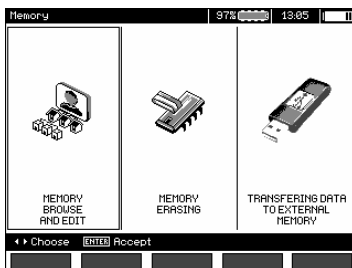 Memory 97% 13:05
MEMORY
BROWSE
AND EDIT
MEMORY
ERASING
TRANSFERING DATA
TO EXTERNAL
MEMORY
Choose ENTER Accept